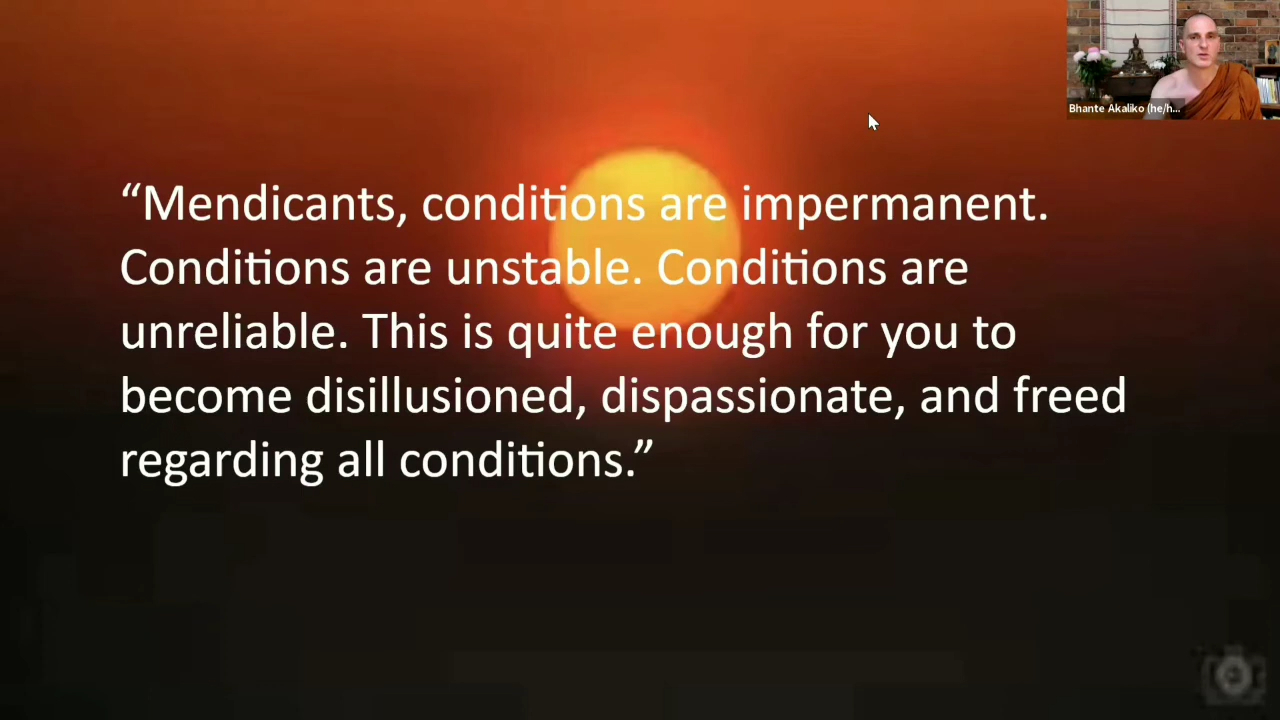 Bhante Akaliko (he/h...
“Mendicants, conditions are impermanent.
Conditions are unstable. Conditions are
unreliable. This is quite enough for you to
become disillusioned, dispassionate, and freed
regarding all conditions.”